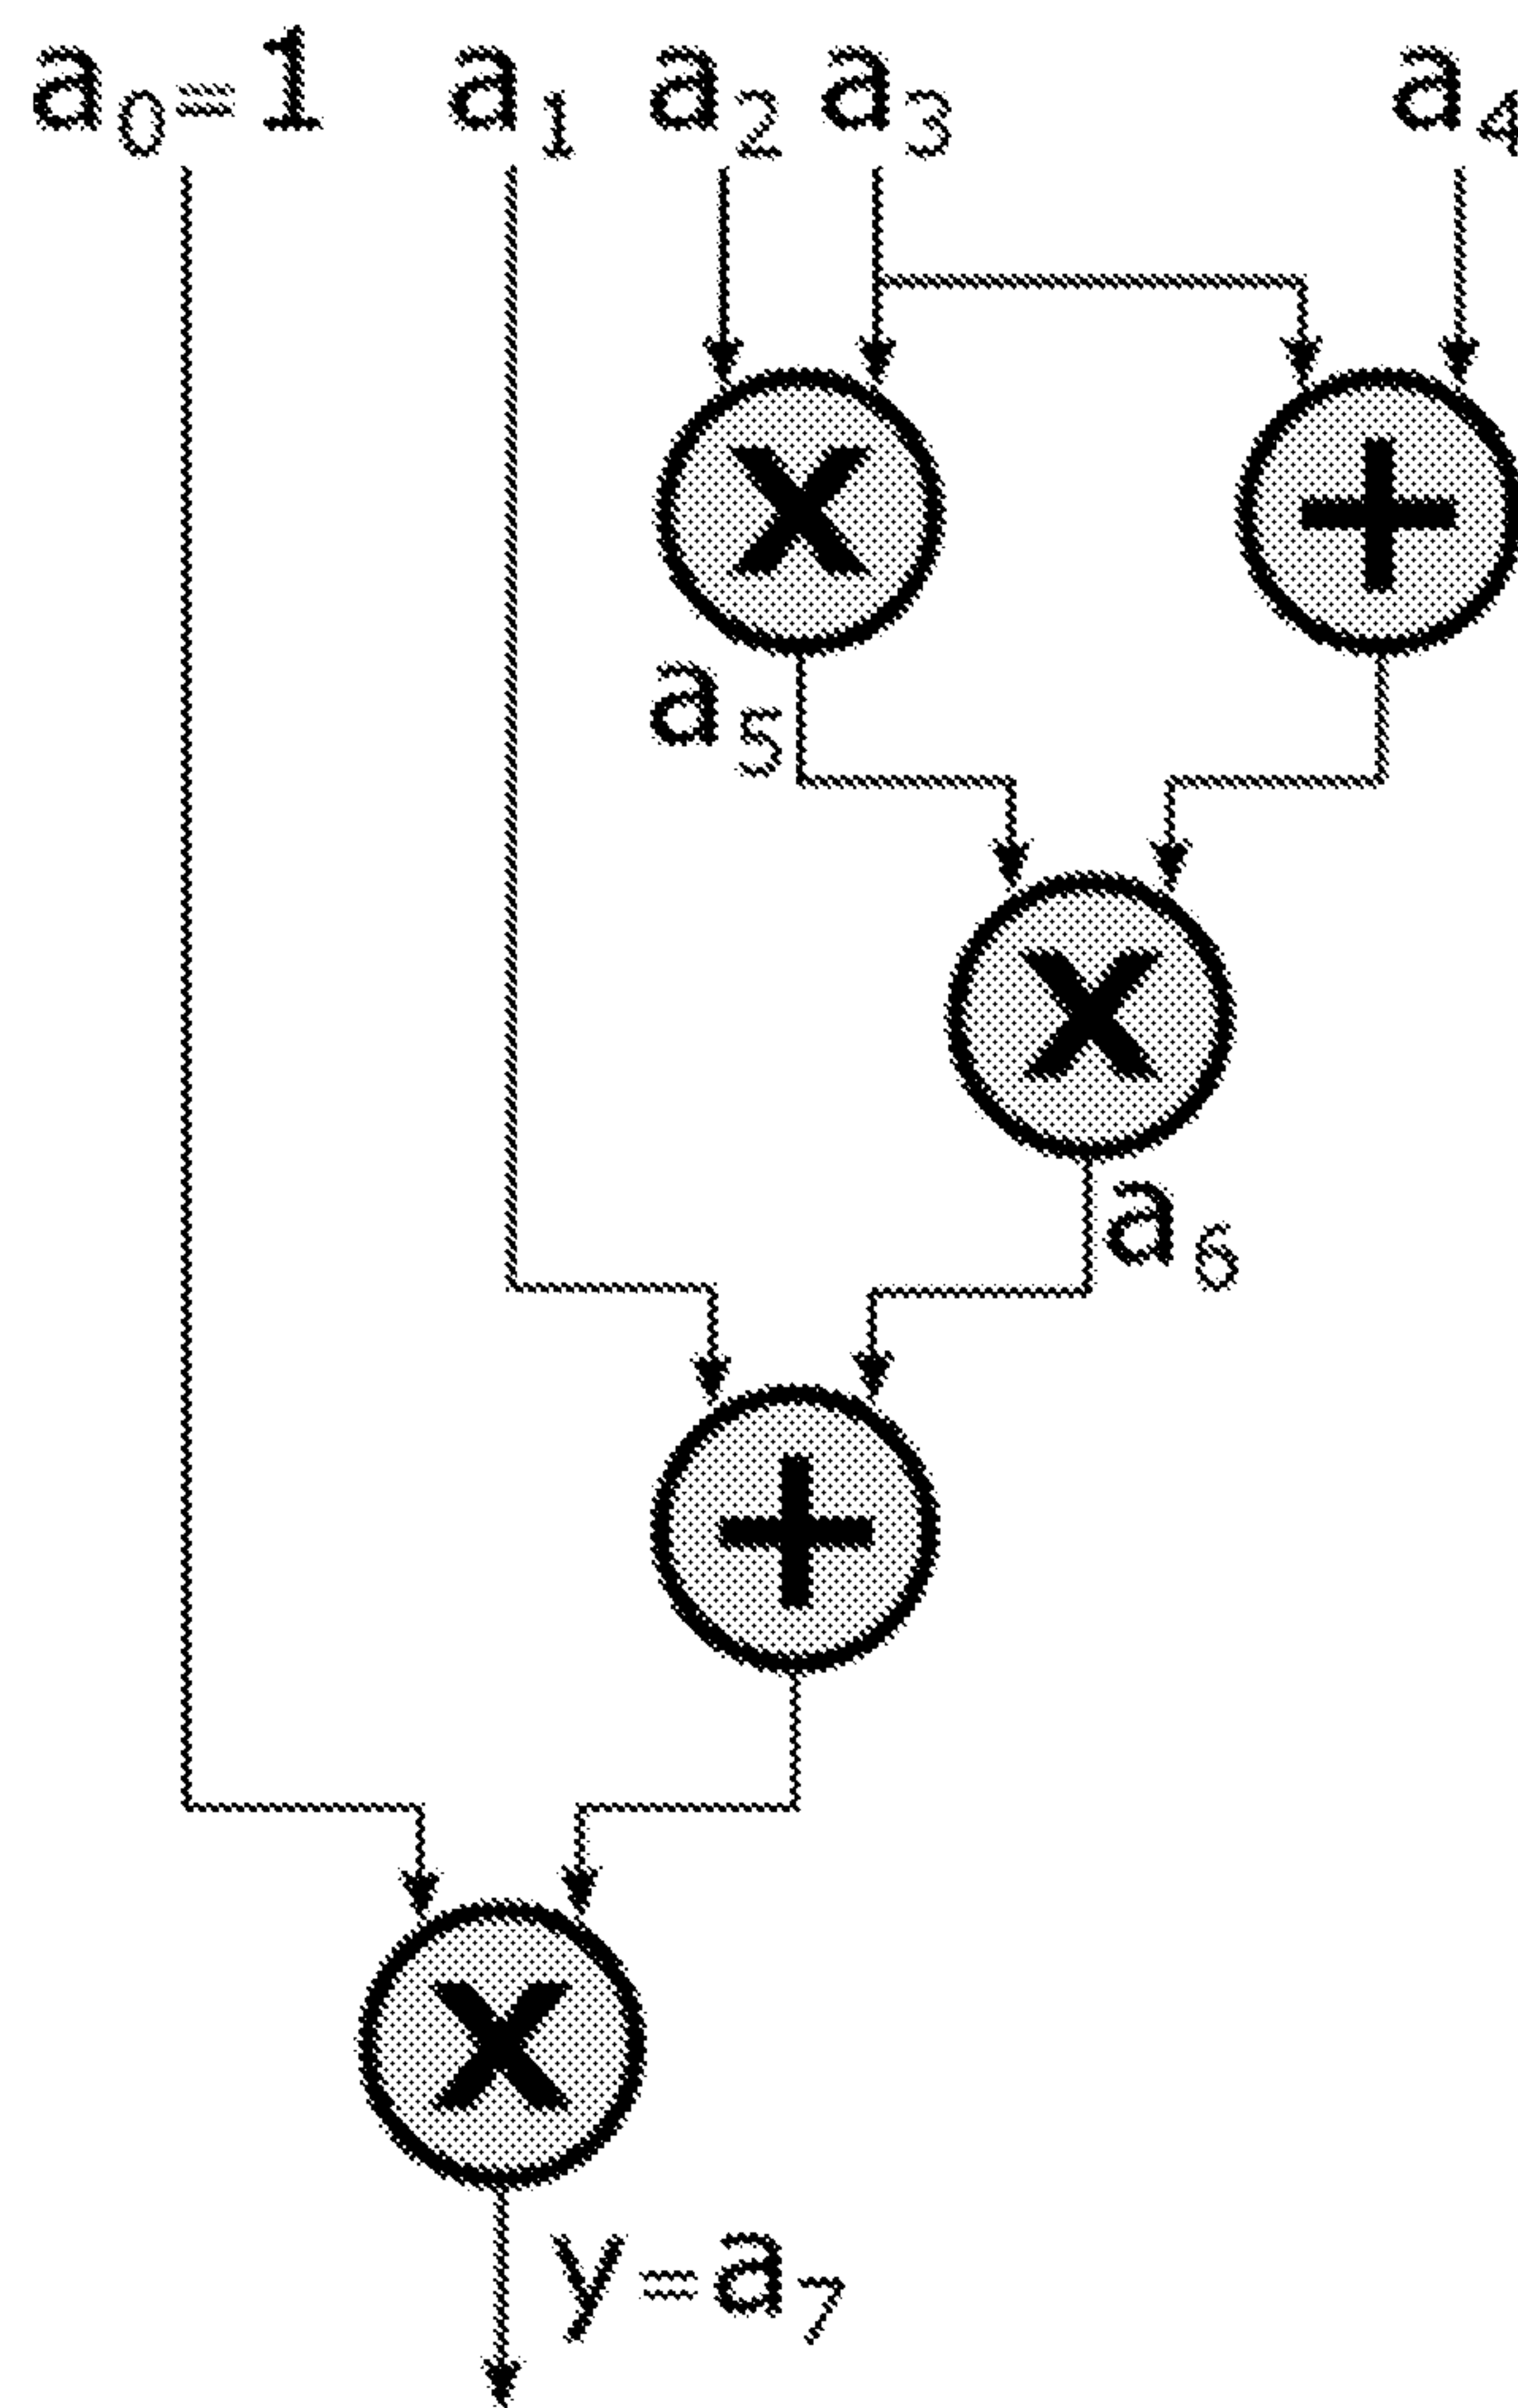 a₀=1 a₁ a₂ a₃ a₄
× +
a₅
×
a₆
+
×
y=a₇